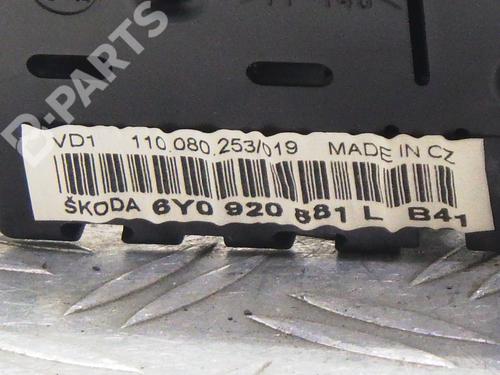 VD1 110.080.253/019 MADE IN CZ
ŠKODA 6Y0 920 881 L B41
B-PARTS